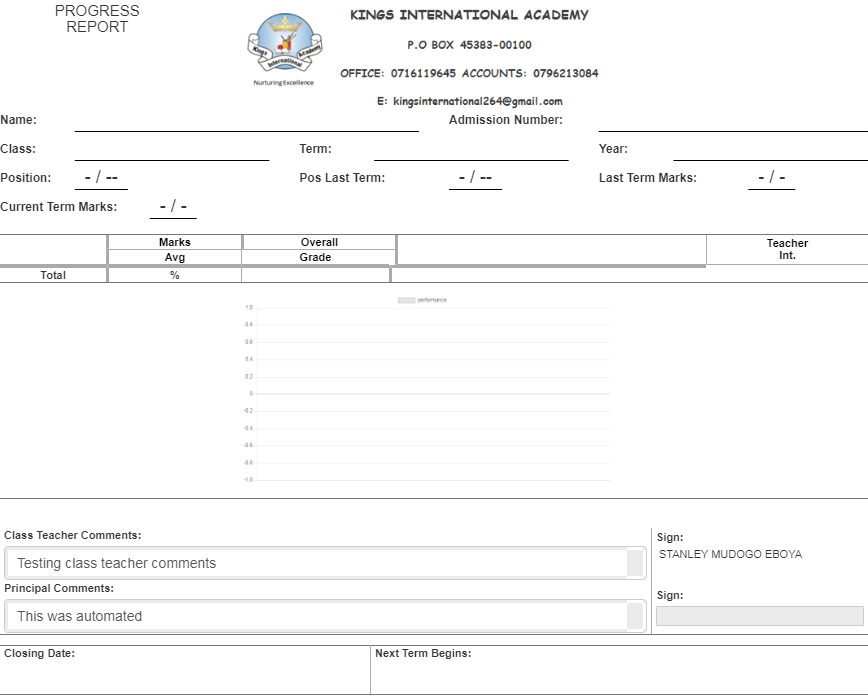 PROGRESS
REPORT
Kings International Academy
Nurturing Excellence
KINGS INTERNATIONAL ACADEMY
P.O BOX 45383-00100
OFFICE: 0716119645 ACCOUNTS: 0796213084
E: kingsinternational264@gmail.com
Name: Admission Number:
Class: Term: Year:
Position: - / -- Pos Last Term: - / -- Last Term Marks: - / -
Current Term Marks: - / -
Marks Overall Teacher
Avg Grade Int.
Total %
performance
1.0
0.8
0.6
0.4
0.2
0
-0.2
-0.4
-0.6
-0.8
-1.0
Class Teacher Comments: Sign:
Testing class teacher comments STANLEY MUDOGO EBOYA
Principal Comments: Sign:
This was automated
Closing Date: Next Term Begins: